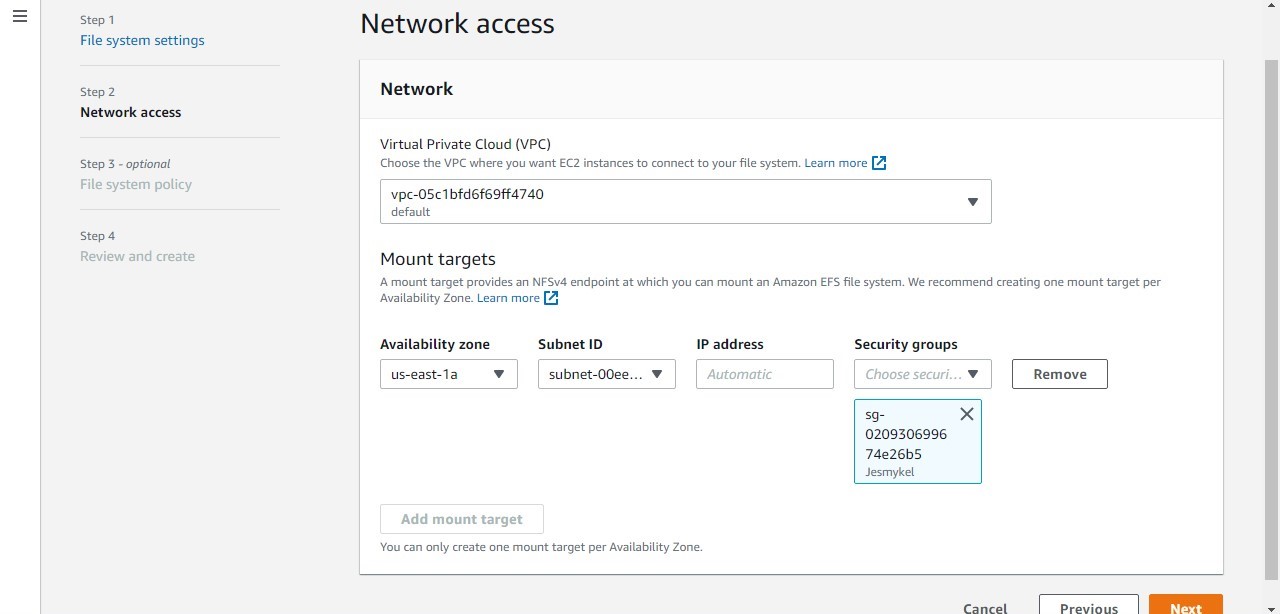 Step 1
File system settings
Step 2
Network access
Step 3 - optional
File system policy
Step 4
Review and create
Network access
Network
Virtual Private Cloud (VPC)
Choose the VPC where you want EC2 instances to connect to your file system. Learn more
vpc-05c1bfd6f69ff4740
default
Mount targets
A mount target provides an NFSv4 endpoint at which you can mount an Amazon EFS file system. We recommend creating one mount target per
Availability Zone. Learn more
Availability zone Subnet ID IP address Security groups
us-east-1a subnet-00ee... Automatic Choose securi... Remove
sg-
0209306996
74e26b5
Jesmykel
Add mount target
You can only create one mount target per Availability Zone.
Cancel Previous Next